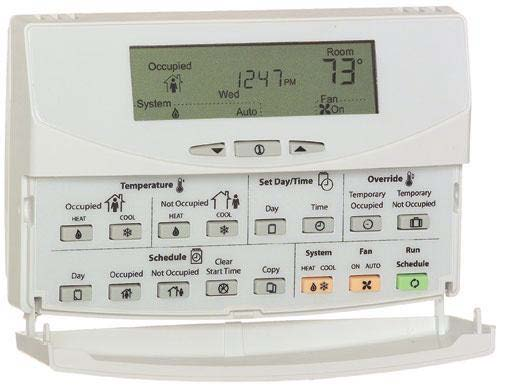 Room
Occupied
12:47 PM
73°
Wed
System
Auto
Fan
On
Temperature
Set Day/Time
Override
Occupied
Not Occupied
HEAT COOL
HEAT COOL
Day
Time
Temporary
Occupied
Temporary
Not Occupied
Schedule
Day
Occupied
Not Occupied
Clear
Start Time
Copy
System
HEAT COOL
Fan
ON AUTO
Run
Schedule